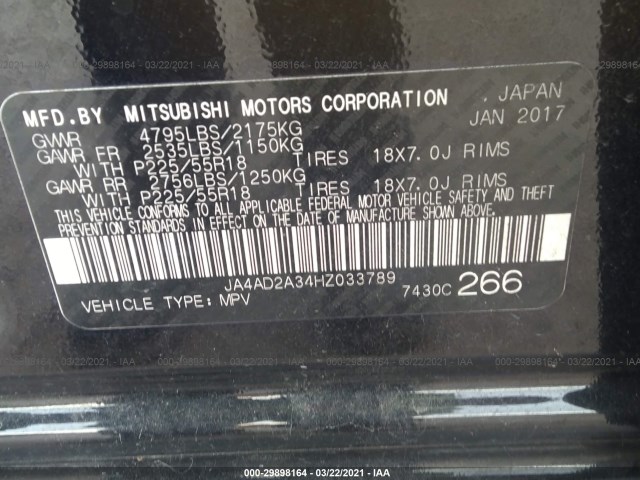 000-29898164 - 03/22/2021 - IAA
MFD.BY MITSUBISHI MOTORS CORPORATION . JAPAN
GVWR 4795LBS/2175KG JAN 2017
GAWR FR 2535LBS/1150KG
WITH P225/55R18 TIRES 18X7.0J RIMS
GAWR RR 2756LBS/1250KG
WITH P225/55R18 TIRES 18X7.0J RIMS
THIS VEHICLE CONFORMS TO ALL APPLICABLE FEDERAL MOTOR VEHICLE SAFETY AND THEFT
PREVENTION STANDARDS IN EFFECT ON THE DATE OF MANUFACTURE SHOWN ABOVE.
JA4AD2A34HZ033789
VEHICLE TYPE: MPV 7430C 266
000-29898164 - 03/22/2021 - IAA